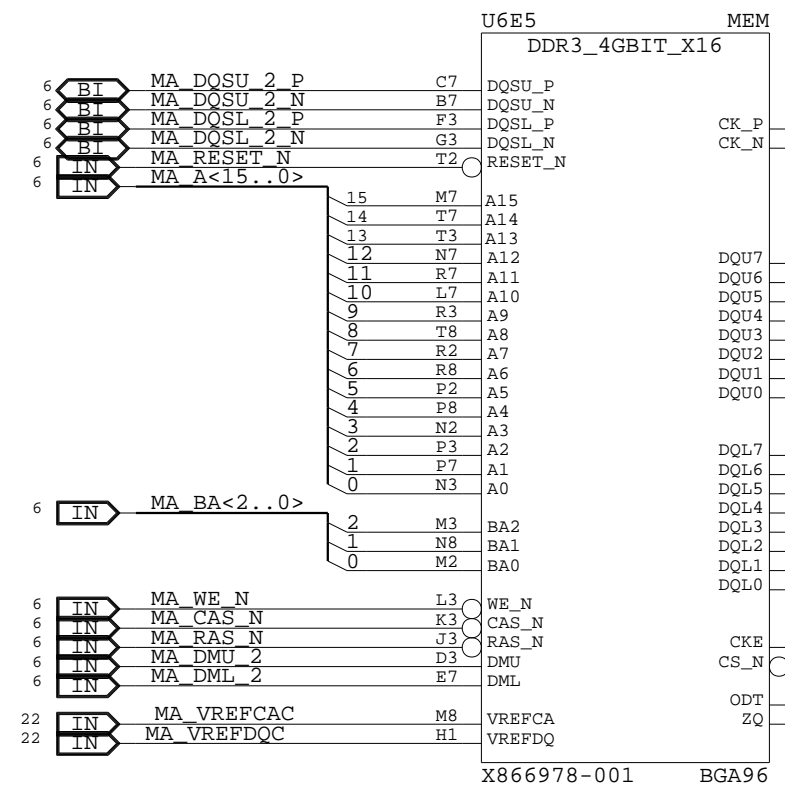 U6E5 MEM
DDR3_4GBIT_X16
6 BI MA_DQSU_2_P C7 DQSU_P
6 BI MA_DQSU_2_N B7 DQSU_N
6 BI MA_DQSL_2_P F3 DQSL_P CK_P
6 BI MA_DQSL_2_N G3 DQSL_N CK_N
6 IN MA_RESET_N T2 RESET_N
6 IN MA_A<15..0>
15 M7 A15
14 T7 A14
13 T3 A13
12 N7 A12 DQU7
11 R7 A11 DQU6
10 L7 A10 DQU5
9 R3 A9 DQU4
8 T8 A8 DQU3
7 R2 A7 DQU2
6 R8 A6 DQU1
5 P2 A5 DQU0
4 P8 A4
3 N2 A3
2 P3 A2 DQL7
1 P7 A1 DQL6
0 N3 A0 DQL5
6 IN MA_BA<2..0> DQL4
2 M3 BA2 DQL3
1 N8 BA1 DQL2
0 M2 BA0 DQL1
DQL0
6 IN MA_WE_N L3 WE_N
6 IN MA_CAS_N K3 CAS_N
6 IN MA_RAS_N J3 RAS_N CKE
6 IN MA_DMU_2 D3 DMU CS_N
6 IN MA_DML_2 E7 DML
ODT
22 IN MA_VREFCAC M8 VREFCA ZQ
22 IN MA_VREFDQC H1 VREFDQ
X866978-001 BGA96